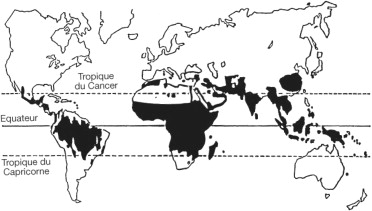 Tropique
du Cancer
Equateur
Tropique du
Capricorne